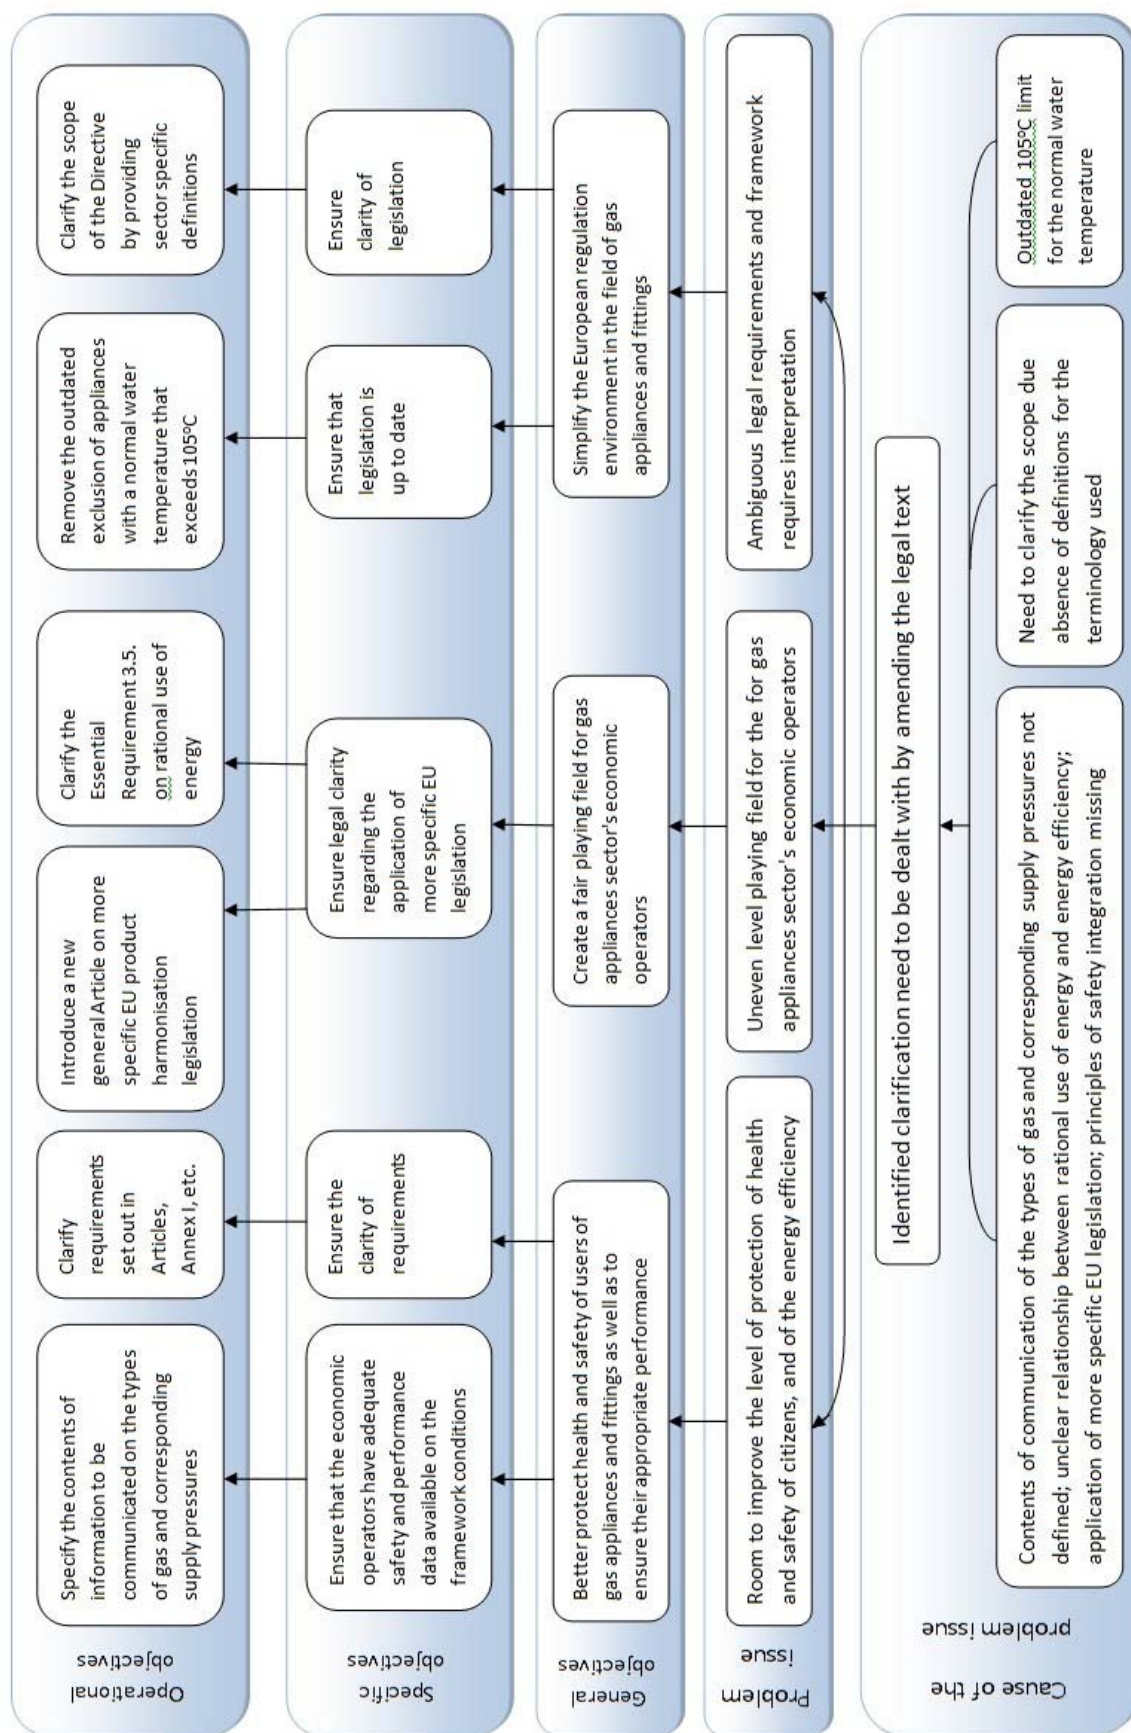 Operational
objectives
Specify the contents of
information to be
communicated on the types
of gas and corresponding
supply pressures
Clarify
requirements
set out in
Articles,
Annex I, etc.
Introduce a new
general Article on more
specific EU product
harmonisation
legislation
Clarify the
Essential
Requirement 3.5.
on rational use of
energy
Remove the outdated
exclusion of appliances
with a normal water
temperature that
exceeds 105ºC
Clarify the scope
of the Directive
by providing
sector specific
definitions
Specific
objectives
Ensure that the economic
operators have adequate
safety and performance
data available on the
framework conditions
Ensure the
clarity of
requirements
Ensure legal clarity
regarding the
application of
more specific EU
legislation
Ensure that
legislation is
up to date
Ensure
clarity of
legislation
General
objectives
Better protect health and safety of users of
gas appliances and fittings as well as to
ensure their appropriate performance
Create a fair playing field for gas
appliances sector's economic
operators
Simplify the European regulation
environment in the field of gas
appliances and fittings
Problem
issue
Room to improve the level of protection of health
and safety of citizens, and of the energy efficiency
Uneven level playing field for the for gas
appliances sector's economic operators
Ambiguous legal requirements and framework
requires interpretation
Identified clarification need to be dealt with by amending the legal text
Cause of the
problem issue
Contents of communication of the types of gas and corresponding supply pressures not
defined; unclear relationship between rational use of energy and energy efficiency;
application of more specific EU legislation; principles of safety integration missing
Need to clarify the scope due
absence of definitions for the
terminology used
Outdated 105ºC limit
for the normal water
temperature